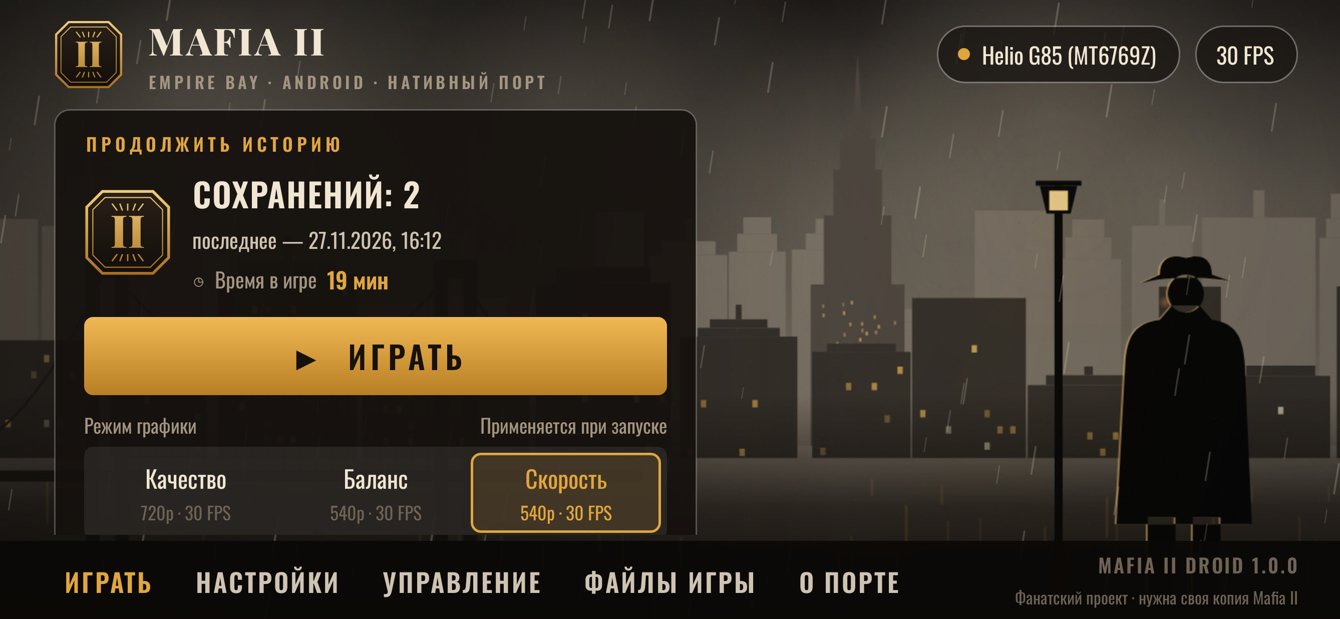 II
MAFIA II
EMPIRE BAY · ANDROID · НАТИВНЫЙ ПОРТ
Helio G85 (MT6769Z)
30 FPS
ПРОДОЛЖИТЬ ИСТОРИЮ
II
СОХРАНЕНИЙ: 2
последнее — 27.11.2026, 16:12
Время в игре 19 мин
▶ ИГРАТЬ
Режим графики
Применяется при запуске
Качество
720p · 30 FPS
Баланс
540p · 30 FPS
Скорость
540p · 30 FPS
ИГРАТЬ
НАСТРОЙКИ
УПРАВЛЕНИЕ
ФАЙЛЫ ИГРЫ
О ПОРТЕ
MAFIA II DROID 1.0.0
Фанатский проект · нужна своя копия Mafia II